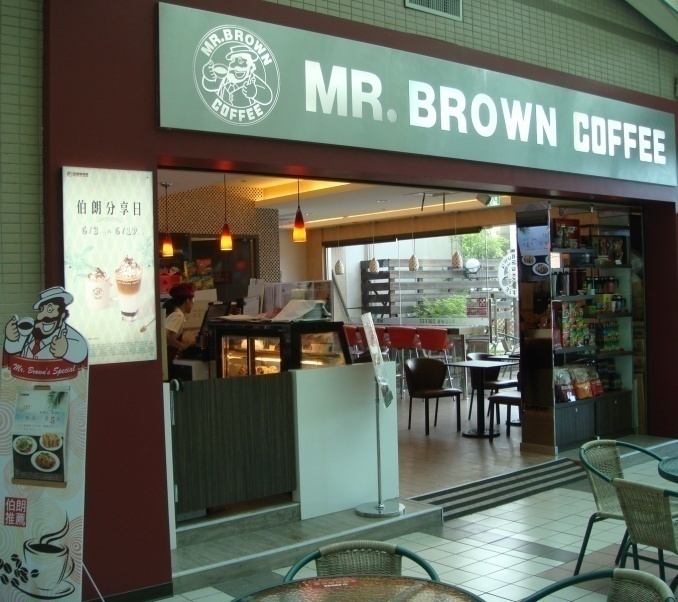 MR. BROWN
COFFEE
MR. BROWN COFFEE
伯朗分享日
Mr. Brown's Special
伯朗
推薦